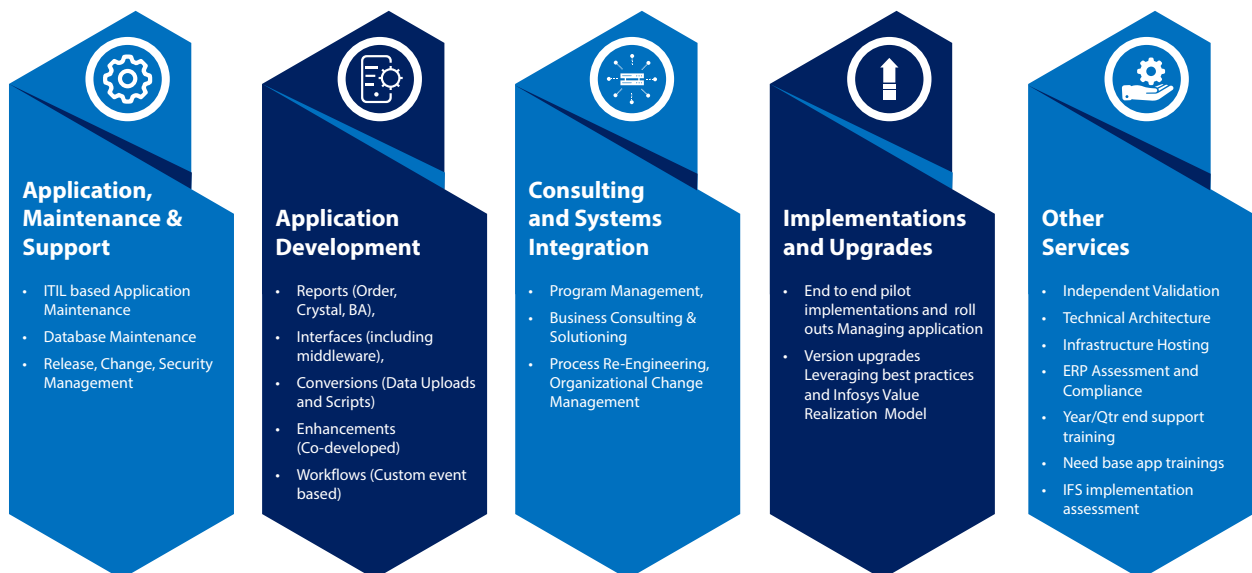 Application,
Maintenance &
Support
• ITIL based Application
Maintenance
• Database Maintenance
• Release, Change, Security
Management
Application
Development
• Reports (Order,
Crystal, BA),
• Interfaces (including
middleware),
• Conversions (Data Uploads
and Scripts)
• Enhancements
(Co-developed)
• Workflows (Custom event
based)
Consulting
and Systems
Integration
• Program Management,
• Business Consulting &
Solutioning
• Process Re-Engineering,
Organizational Change
Management
Implementations
and Upgrades
• End to end pilot
implementations and roll
outs Managing application
• Version upgrades
Leveraging best practices
and Infosys Value
Realization Model
Other
Services
• Independent Validation
• Technical Architecture
• Infrastructure Hosting
• ERP Assessment and
Compliance
• Year/Qtr end support
training
• Need base app trainings
• IFS implementation
assessment